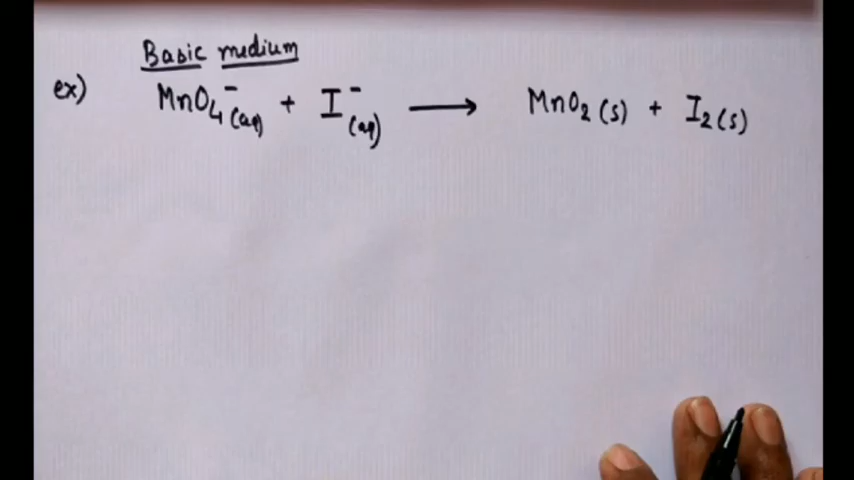 Basic medium
ex) MnO₄⁻(aq) + I⁻(aq) ⟶ MnO₂(s) + I₂(s)